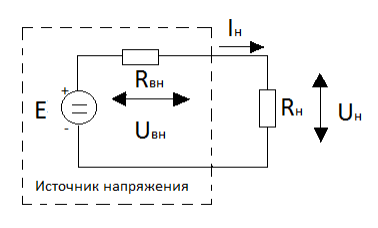 Iн
+
Rвн
E
Rн
Uн
-
Uвн
Источник напряжения